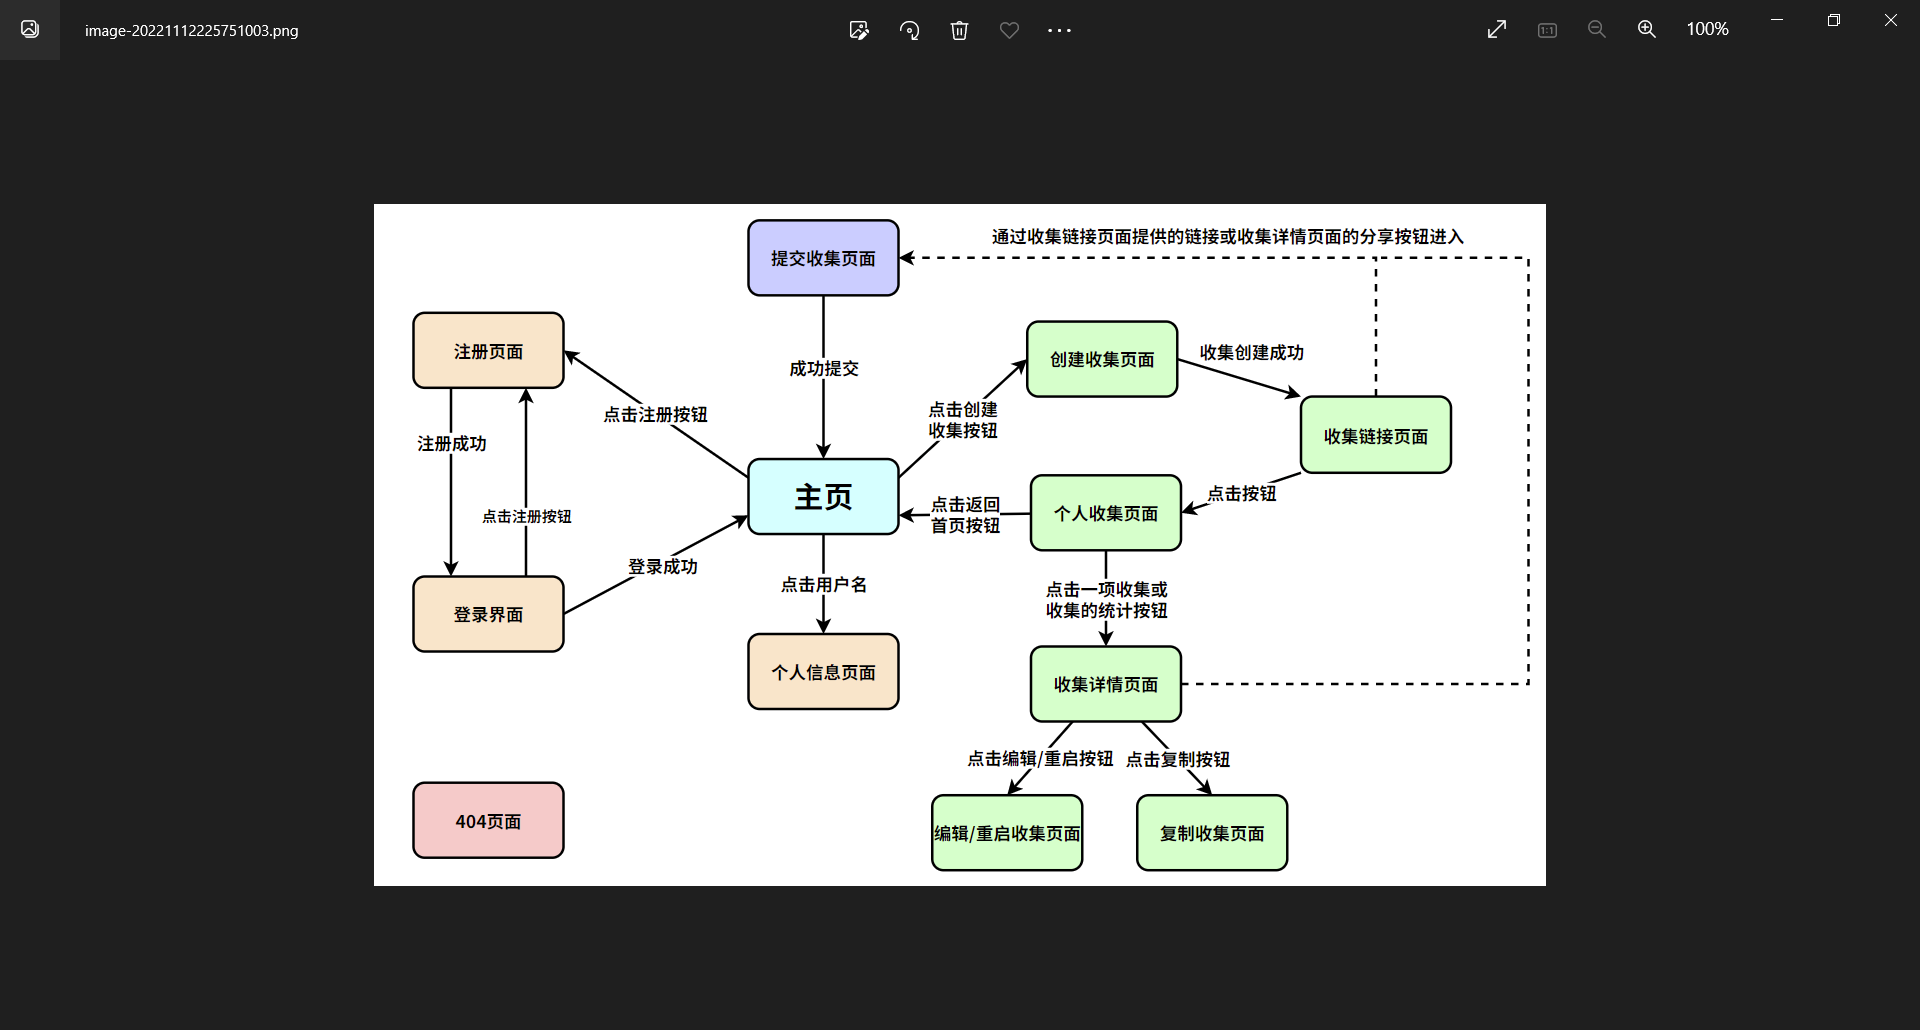 image-20221112225751003.png
1:1
100%
通过收集链接页面提供的链接或收集详情页面的分享按钮进入
提交收集页面
注册页面
创建收集页面
收集创建成功
成功提交
点击注册按钮
点击创建
收集按钮
收集链接页面
注册成功
主页
点击按钮
点击返回
首页按钮
个人收集页面
点击注册按钮
登录成功
点击用户名
点击一项收集或
收集的统计按钮
登录界面
个人信息页面
收集详情页面
点击编辑/重启按钮
点击复制按钮
404页面
编辑/重启收集页面
复制收集页面